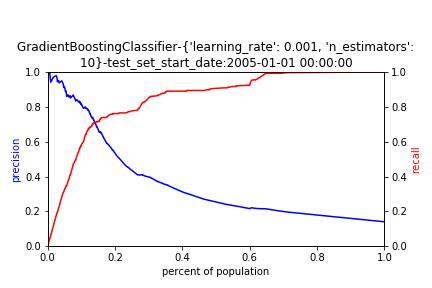 GradientBoostingClassifier-{'learning_rate': 0.001, 'n_estimators':
10}-test_set_start_date:2005-01-01 00:00:00
1.0
0.8
0.6
0.4
0.2
0.0
precision
1.0
0.8
0.6
0.4
0.2
0.0
recall
0.0 0.2 0.4 0.6 0.8 1.0
percent of population